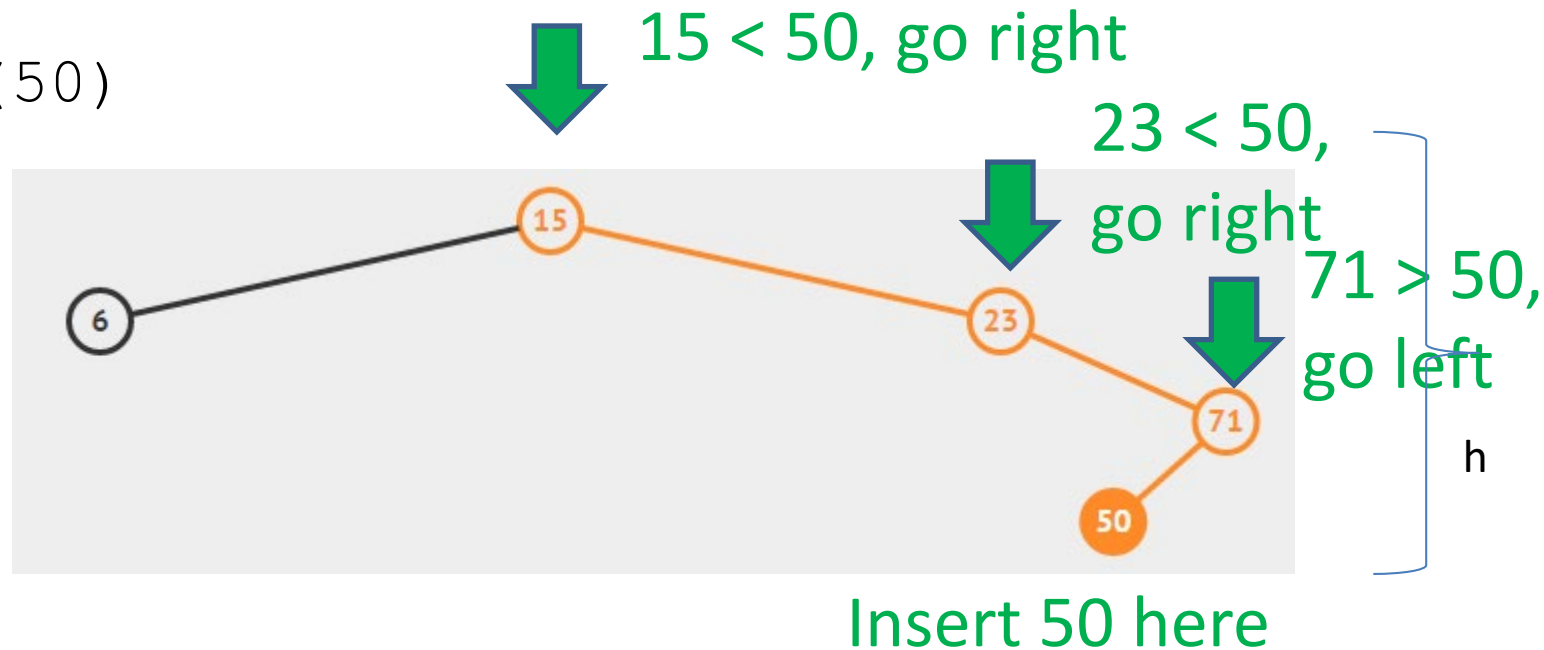 (50)
15 < 50, go right
23 < 50,
go right
71 > 50,
go left
15
6
23
71
50
h
Insert 50 here